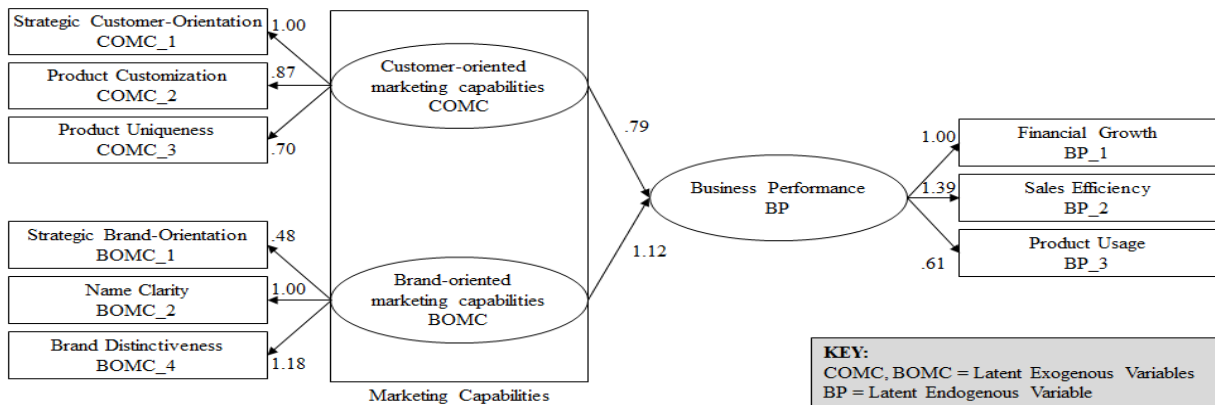 Strategic Customer-Orientation
COMC_1
1.00
Product Customization
COMC_2
.87
Product Uniqueness
COMC_3
.70
Customer-oriented
marketing capabilities
COMC
.79
Strategic Brand-Orientation
BOMC_1
.48
Name Clarity
BOMC_2
1.00
Brand Distinctiveness
BOMC_4
1.18
Brand-oriented
marketing capabilities
BOMC
1.12
Marketing Capabilities
Business Performance
BP
1.00
Financial Growth
BP_1
1.39
Sales Efficiency
BP_2
.61
Product Usage
BP_3
KEY:
COMC, BOMC = Latent Exogenous Variables
BP = Latent Endogenous Variable